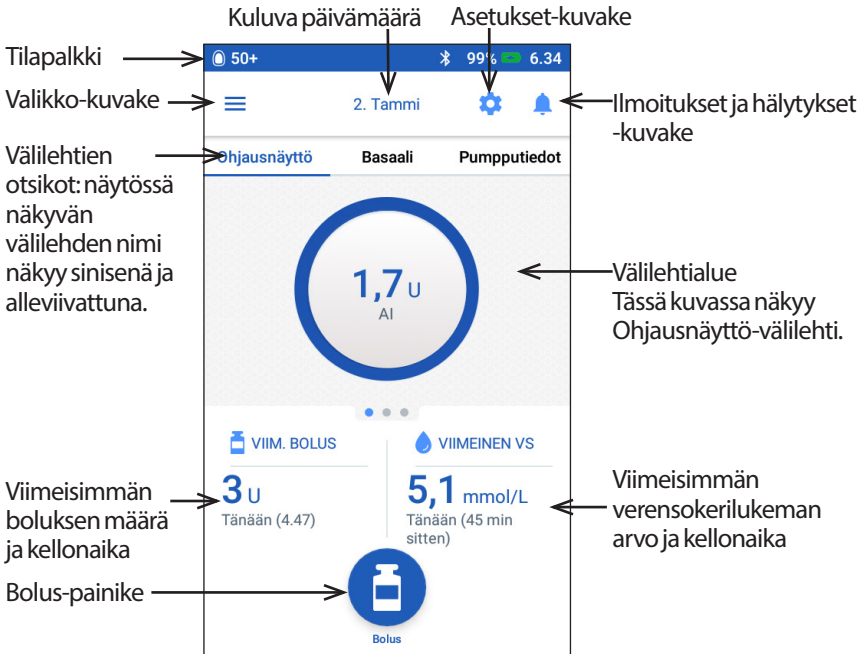 Kuluva päivämäärä
Asetukset-kuvake
Tilapalkki
50+
99%
6.34
Valikko-kuvake
2. Tammi
Ilmoitukset ja hälytykset
-kuvake
Välilehtien
otsikot: näytössä
näkyvän
välilehden nimi
näkyy sinisenä ja
alleviivattuna.
Ohjausnäyttö
Basaali
Pumpputiedot
1,7 U
AI
Välilehtialue
Tässä kuvassa näkyy
Ohjausnäyttö-välilehti.
VIIM. BOLUS
VIIMEINEN VS
Viimeisimmän
boluksen määrä
ja kellonaika
3 U
Tänään (4.47)
5,1 mmol/L
Tänään (45 min
sitten)
Viimeisimmän
verensokerilukeman
arvo ja kellonaika
Bolus-painike
Bolus